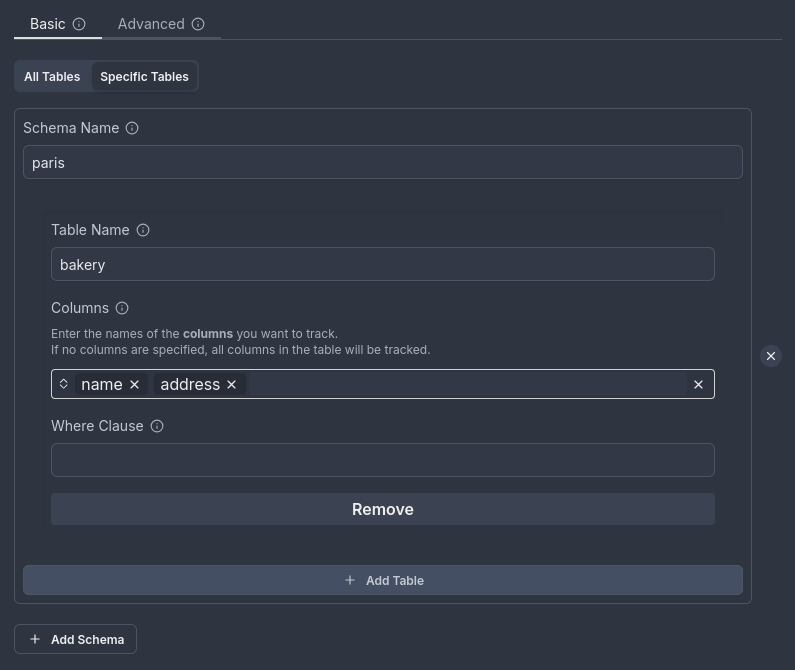 Basic Advanced
All Tables Specific Tables
Schema Name
paris
Table Name
bakery
Columns
Enter the names of the columns you want to track.
If no columns are specified, all columns in the table will be tracked.
name address
Where Clause
Remove
Add Table
Add Schema